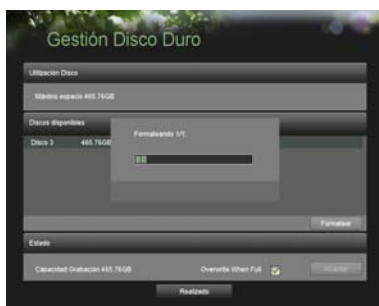 Gestión Disco Duro
Utilización Disco
Máximo espacio 465.76GB
Discos disponibles
Disco 3 465.76GB
Formateando 1/1:
Formatear
Estado
Capacidad Grabación 465.76GB Overwrite When Full
Realizado